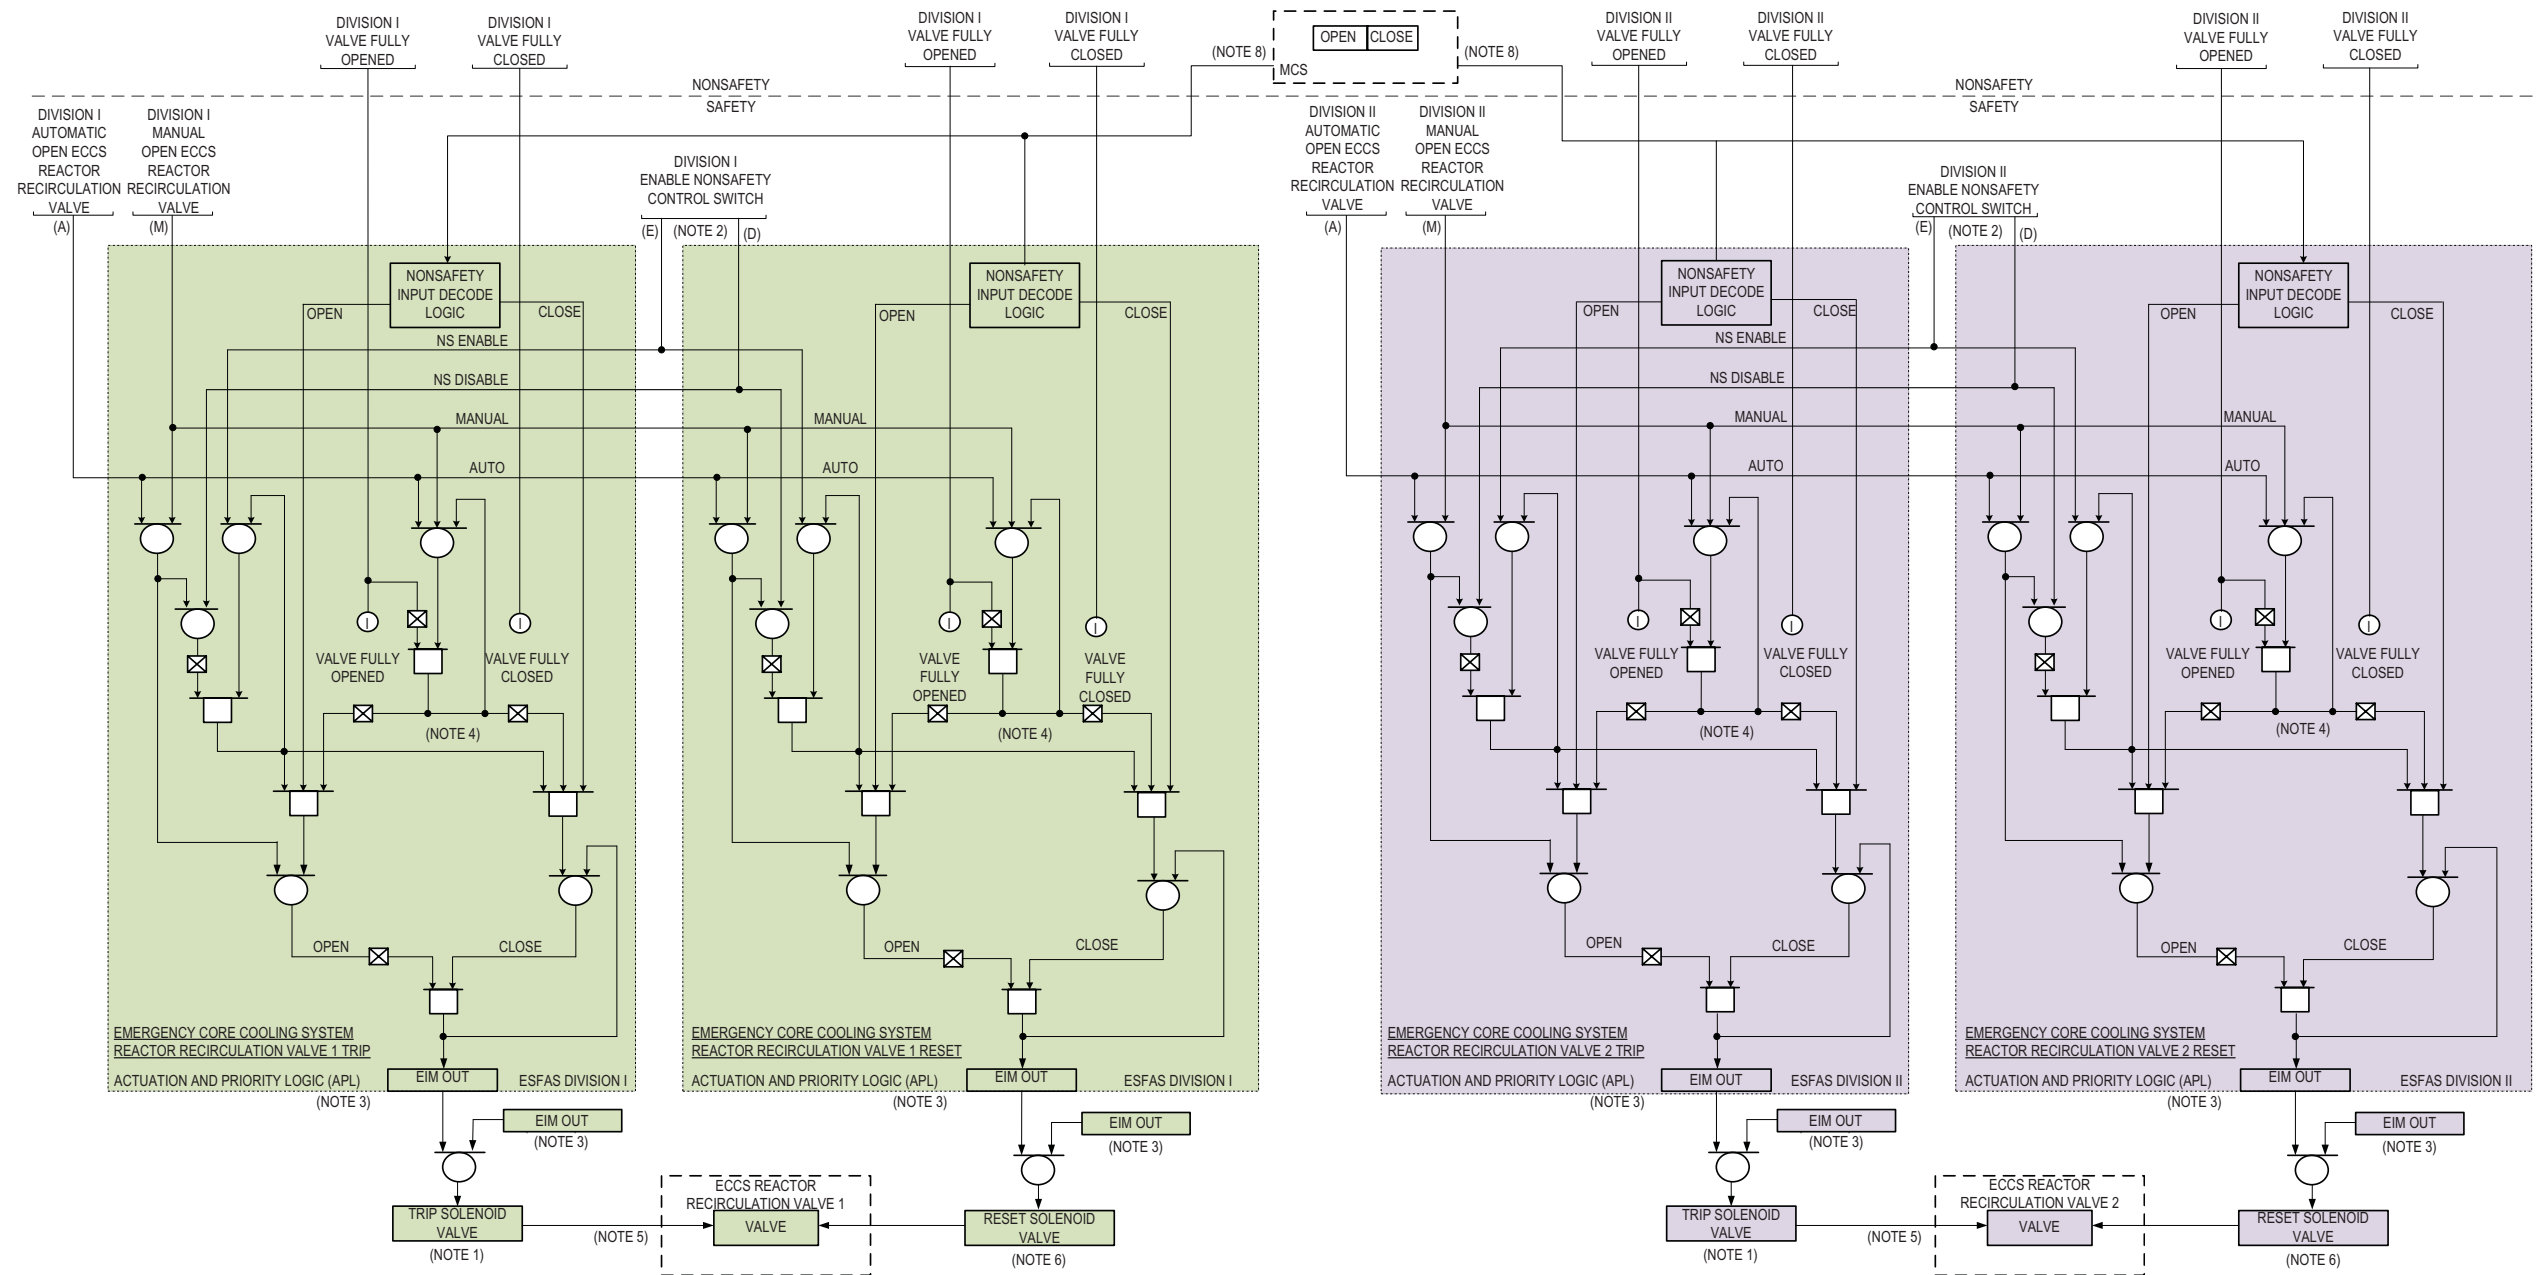 DIVISION I
VALVE FULLY
OPENED
DIVISION I
VALVE FULLY
CLOSED
DIVISION I
VALVE FULLY
OPENED
DIVISION I
VALVE FULLY
CLOSED
(NOTE 8)
OPEN
CLOSE
MCS
(NOTE 8)
DIVISION II
VALVE FULLY
OPENED
DIVISION II
VALVE FULLY
CLOSED
DIVISION II
VALVE FULLY
OPENED
DIVISION II
VALVE FULLY
CLOSED
NONSAFETY
SAFETY
NONSAFETY
SAFETY
DIVISION I
AUTOMATIC
OPEN ECCS
REACTOR
RECIRCULATION
VALVE
(A)
DIVISION I
MANUAL
OPEN ECCS
REACTOR
RECIRCULATION
VALVE
(M)
DIVISION I
ENABLE NONSAFETY
CONTROL SWITCH
(E)
(NOTE 2)
(D)
DIVISION II
AUTOMATIC
OPEN ECCS
REACTOR
RECIRCULATION
VALVE
(A)
DIVISION II
MANUAL
OPEN ECCS
REACTOR
RECIRCULATION
VALVE
(M)
DIVISION II
ENABLE NONSAFETY
CONTROL SWITCH
(E)
(NOTE 2)
(D)
NONSAFETY
INPUT DECODE
LOGIC
OPEN
CLOSE
NS ENABLE
NS DISABLE
MANUAL
AUTO
I
I
VALVE FULLY
OPENED
VALVE FULLY
CLOSED
(NOTE 4)
OPEN
CLOSE
EMERGENCY CORE COOLING SYSTEM
REACTOR RECIRCULATION VALVE 1 TRIP
ACTUATION AND PRIORITY LOGIC (APL)
EIM OUT
ESFAS DIVISION I
(NOTE 3)
EIM OUT
(NOTE 3)
TRIP SOLENOID
VALVE
(NOTE 1)
(NOTE 5)
NONSAFETY
INPUT DECODE
LOGIC
OPEN
CLOSE
MANUAL
AUTO
I
I
VALVE
FULLY
OPENED
VALVE
FULLY
CLOSED
(NOTE 4)
OPEN
CLOSE
EMERGENCY CORE COOLING SYSTEM
REACTOR RECIRCULATION VALVE 1 RESET
ACTUATION AND PRIORITY LOGIC (APL)
EIM OUT
ESFAS DIVISION I
(NOTE 3)
EIM OUT
(NOTE 3)
ECCS REACTOR
RECIRCULATION VALVE 1
VALVE
RESET SOLENOID
VALVE
(NOTE 6)
NONSAFETY
INPUT DECODE
LOGIC
OPEN
CLOSE
NS ENABLE
NS DISABLE
MANUAL
AUTO
I
I
VALVE FULLY
OPENED
VALVE FULLY
CLOSED
(NOTE 4)
OPEN
CLOSE
EMERGENCY CORE COOLING SYSTEM
REACTOR RECIRCULATION VALVE 2 TRIP
ACTUATION AND PRIORITY LOGIC (APL)
EIM OUT
ESFAS DIVISION II
(NOTE 3)
EIM OUT
(NOTE 3)
TRIP SOLENOID
VALVE
(NOTE 1)
(NOTE 5)
NONSAFETY
INPUT DECODE
LOGIC
OPEN
CLOSE
MANUAL
AUTO
I
I
VALVE FULLY
OPENED
VALVE FULLY
CLOSED
(NOTE 4)
OPEN
CLOSE
EMERGENCY CORE COOLING SYSTEM
REACTOR RECIRCULATION VALVE 2 RESET
ACTUATION AND PRIORITY LOGIC (APL)
EIM OUT
ESFAS DIVISION II
(NOTE 3)
EIM OUT
(NOTE 3)
ECCS REACTOR
RECIRCULATION VALVE 2
VALVE
RESET SOLENOID
VALVE
(NOTE 6)